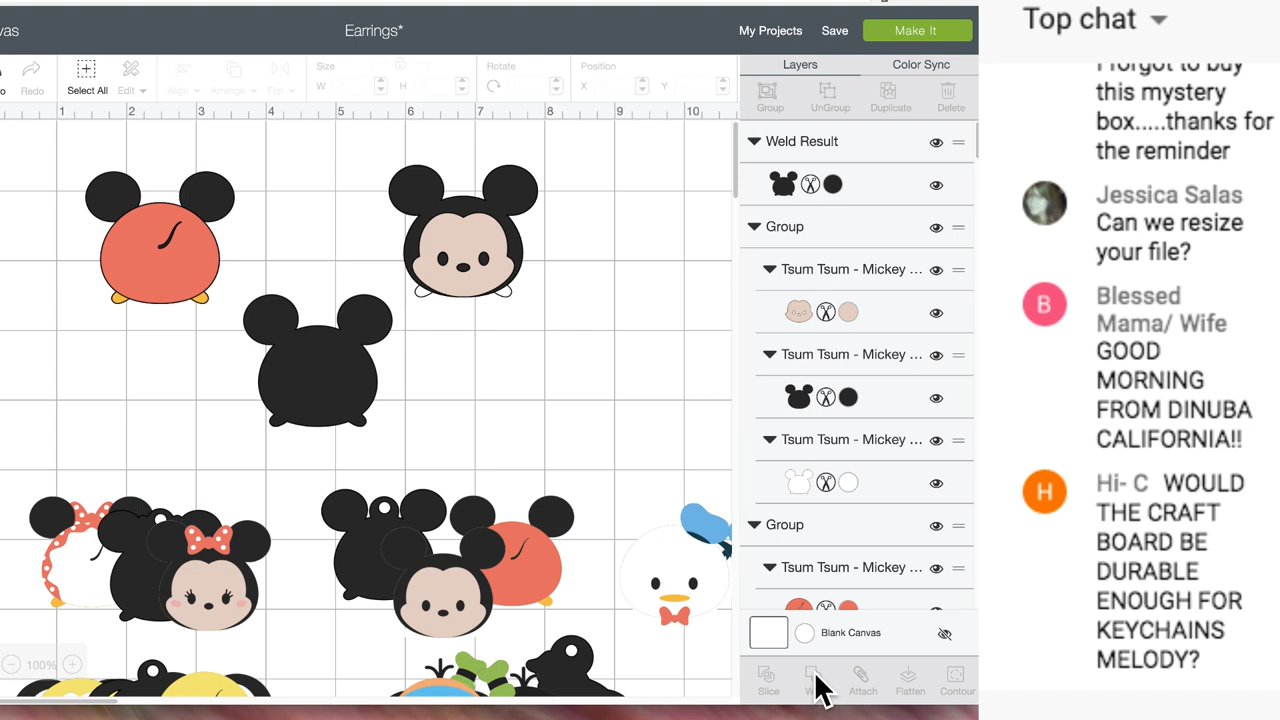 vas
Earrings*
My Projects
Save
Make It
Redo
Select All
Edit
Align
Arrange
Flip
Size
W
H
Rotate
Position
X
Y
Layers
Color Sync
Group
UnGroup
Duplicate
Delete
1 2 3 4 5 6 7 8 9 10
Weld Result
Group
Tsum Tsum - Mickey ...
Tsum Tsum - Mickey ...
Tsum Tsum - Mickey ...
Group
Tsum Tsum - Mickey ...
Blank Canvas
100%
Slice
Attach
Flatten
Contour
Top chat
I forgot to buy
this mystery
box.....thanks for
the reminder
Jessica Salas
Can we resize
your file?
B
Blessed
Mama/ Wife
GOOD
MORNING
FROM DINUBA
CALIFORNIA!!
H
Hi- C WOULD
THE CRAFT
BOARD BE
DURABLE
ENOUGH FOR
KEYCHAINS
MELODY?